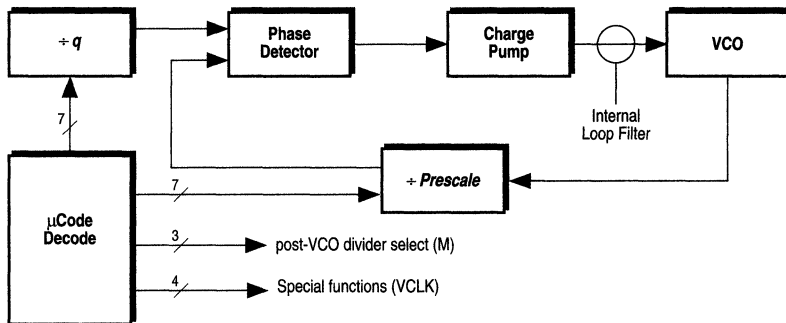 ÷ q
Phase
Detector
Charge
Pump
VCO
Internal
Loop Filter
7
÷ Prescale
7
μCode
Decode
3
post-VCO divider select (M)
4
Special functions (VCLK)